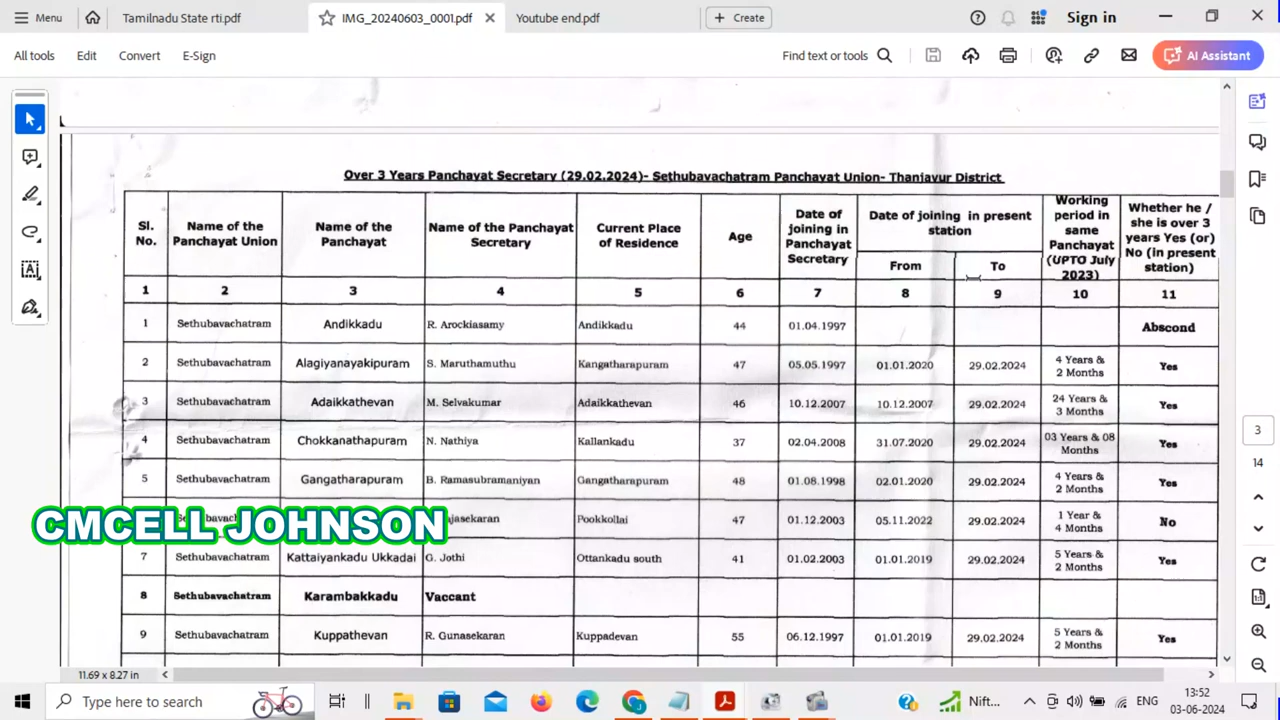 Menu Tamilnadu State rti.pdf IMG_20240603_0001.pdf Youtube end.pdf + Create Sign in
All tools Edit Convert E-Sign Find text or tools AI Assistant
Over 3 Years Panchayat Secretary (29.02.2024)- Sethubavachatram Panchayat Union- Thanjavur District
Sl. No. Name of the Panchayat Union Name of the Panchayat Name of the Panchayat Secretary Current Place of Residence Age Date of joining in Panchayat Secretary Date of joining in present station From To Working period in same Panchayat (UPTO July 2023) Whether he / she is over 3 years Yes (or) No (in present station)
1 2 3 4 5 6 7 8 9 10 11
1 Sethubavachatram Andikkadu R. Arockiasamy Andikkadu 44 01.04.1997 Abscond
2 Sethubavachatram Alagiyanayakipuram S. Maruthamuthu Kangatharapuram 47 05.05.1997 01.01.2020 29.02.2024 4 Years & 2 Months Yes
3 Sethubavachatram Adaikkathevan M. Selvakumar Adaikkathevan 46 10.12.2007 10.12.2007 29.02.2024 24 Years & 3 Months Yes
4 Sethubavachatram Chokkanathapuram N. Nathiya Kallankadu 37 02.04.2008 31.07.2020 29.02.2024 03 Years & 08 Months Yes
5 Sethubavachatram Gangatharapuram B. Ramasubramaniyan Gangatharapuram 48 01.08.1998 02.01.2020 29.02.2024 4 Years & 2 Months Yes
Pookkollai 47 01.12.2003 05.11.2022 29.02.2024 1 Year & 4 Months No
CMCELL JOHNSON
7 Sethubavachatram Kattaiyankadu Ukkadai G. Jothi Ottankadu south 41 01.02.2003 01.01.2019 29.02.2024 5 Years & 2 Months Yes
8 Sethubavachatram Karambakkadu Vaccant
9 Sethubavachatram Kuppathevan R. Gunasekaran Kuppadevan 55 06.12.1997 01.01.2019 29.02.2024 5 Years & 2 Months Yes
3
14
11.69 x 8.27 in
Type here to search Nift... ENG 13:52
03-06-2024